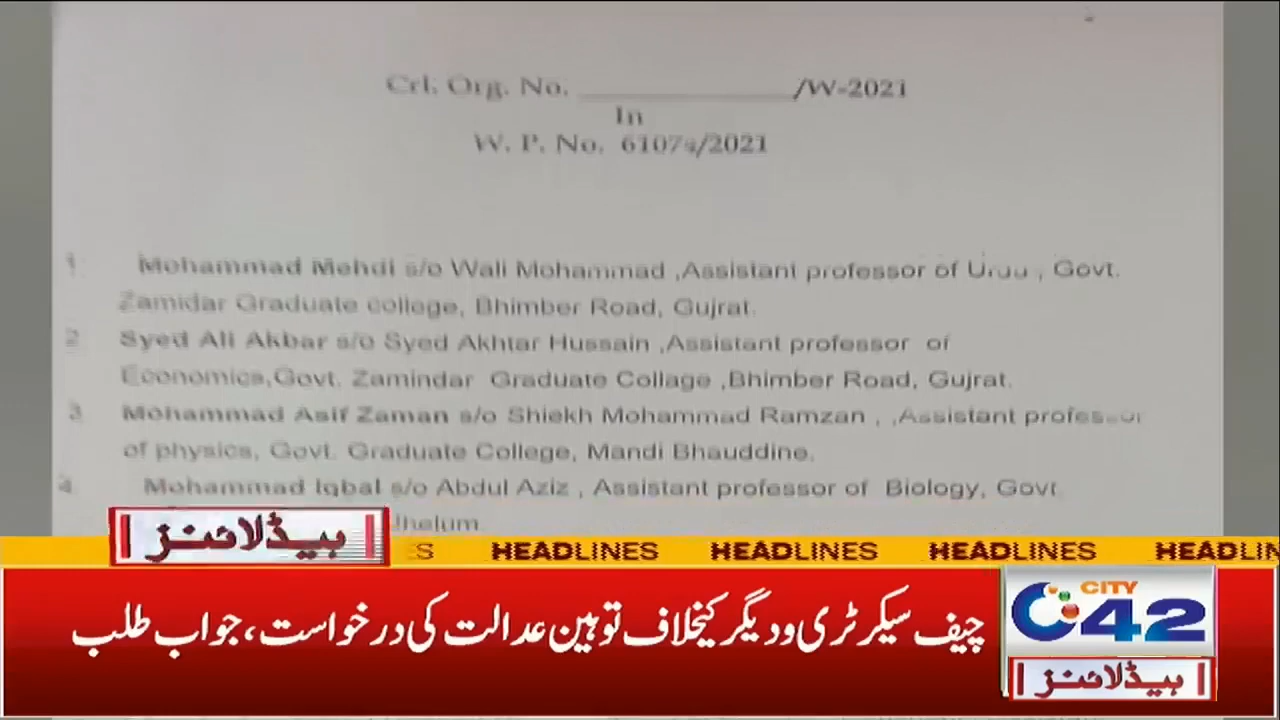 Crl. Org. No. ____________/W-2021
In
W. P. No. 61074/2021
1 Mohammad Mehdi s/o Wali Mohammad ,Assistant professor of Urdu , Govt.
Zamidar Graduate college, Bhimber Road, Gujrat.
2 Syed Ali Akbar s/o Syed Akhtar Hussain ,Assistant professor of
Economics,Govt. Zamindar Graduate Collage ,Bhimber Road, Gujrat.
3 Mohammad Asif Zaman s/o Shiekh Mohammad Ramzan , ,Assistant professor
of physics, Govt. Graduate College, Mandi Bhauddine.
4 Mohammad Iqbal s/o Abdul Aziz , Assistant professor of Biology, Govt.
Jhelum
ہیڈلائنز
S HEADLINES HEADLINES HEADLINES HEADLIN
چیف سیکرٹری و دیگر کیخلاف توہین عدالت کی درخواست، جواب طلب
CITY
42
ہیڈلائنز